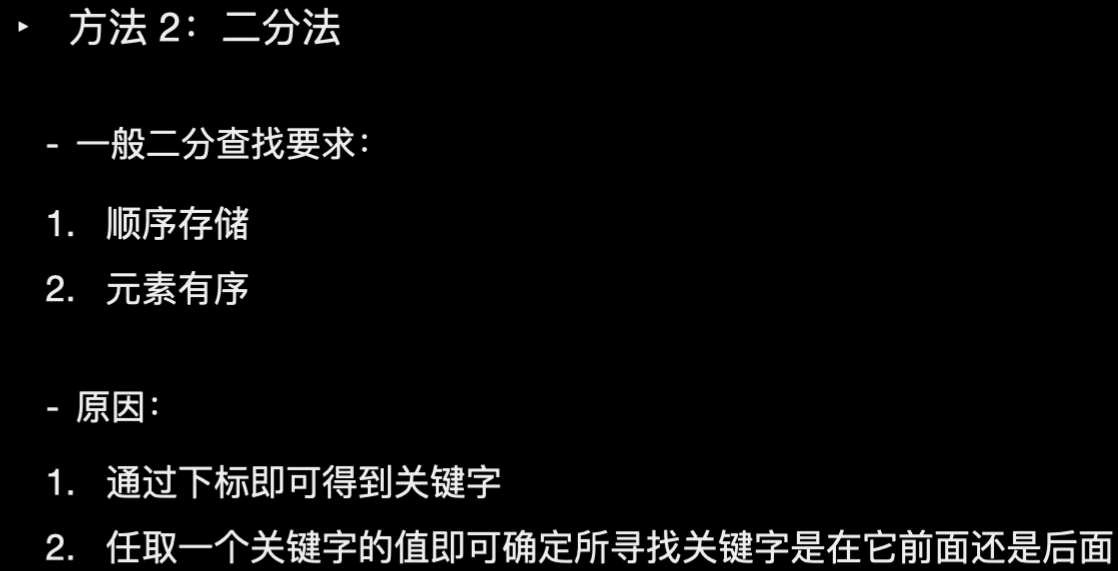 ‣ 方法 2：二分法
- 一般二分查找要求：
1. 顺序存储
2. 元素有序
- 原因：
1. 通过下标即可得到关键字
2. 任取一个关键字的值即可确定所寻找关键字是在它前面还是后面